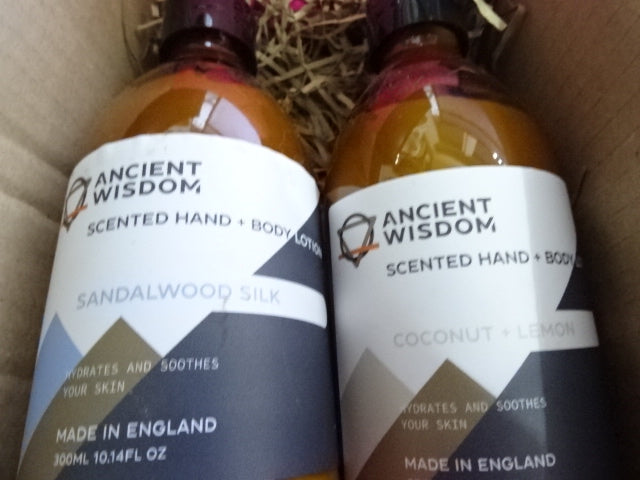 ANCIENT
WISDOM
SCENTED HAND + BODY LOTION
SANDALWOOD SILK
HYDRATES AND SOOTHES
YOUR SKIN
MADE IN ENGLAND
300ML 10.14FL OZ
ANCIENT
WISDOM
SCENTED HAND + BODY
COCONUT + LEMON
HYDRATES AND SOOTHES
YOUR SKIN
MADE IN ENGLAND